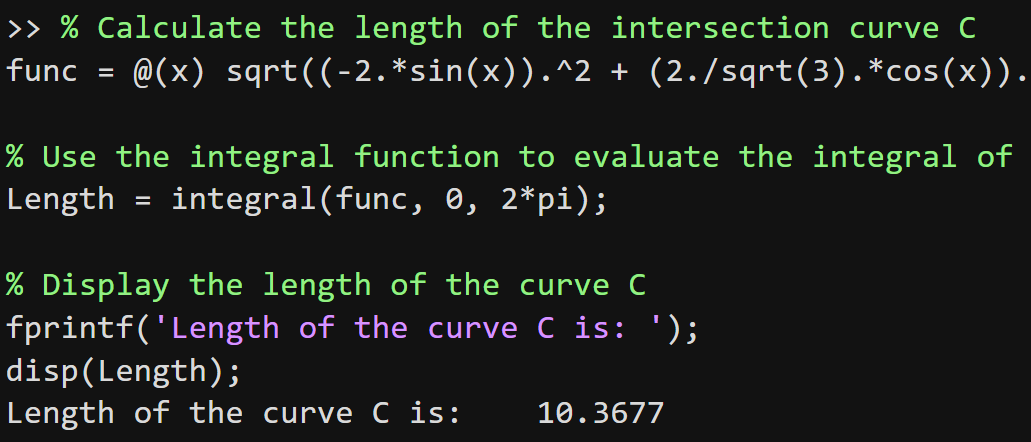 >> % Calculate the length of the intersection curve C
func = @(x) sqrt((-2.*sin(x)).^2 + (2./sqrt(3).*cos(x)).
% Use the integral function to evaluate the integral of
Length = integral(func, 0, 2*pi);
% Display the length of the curve C
fprintf('Length of the curve C is: ');
disp(Length);
Length of the curve C is:    10.3677